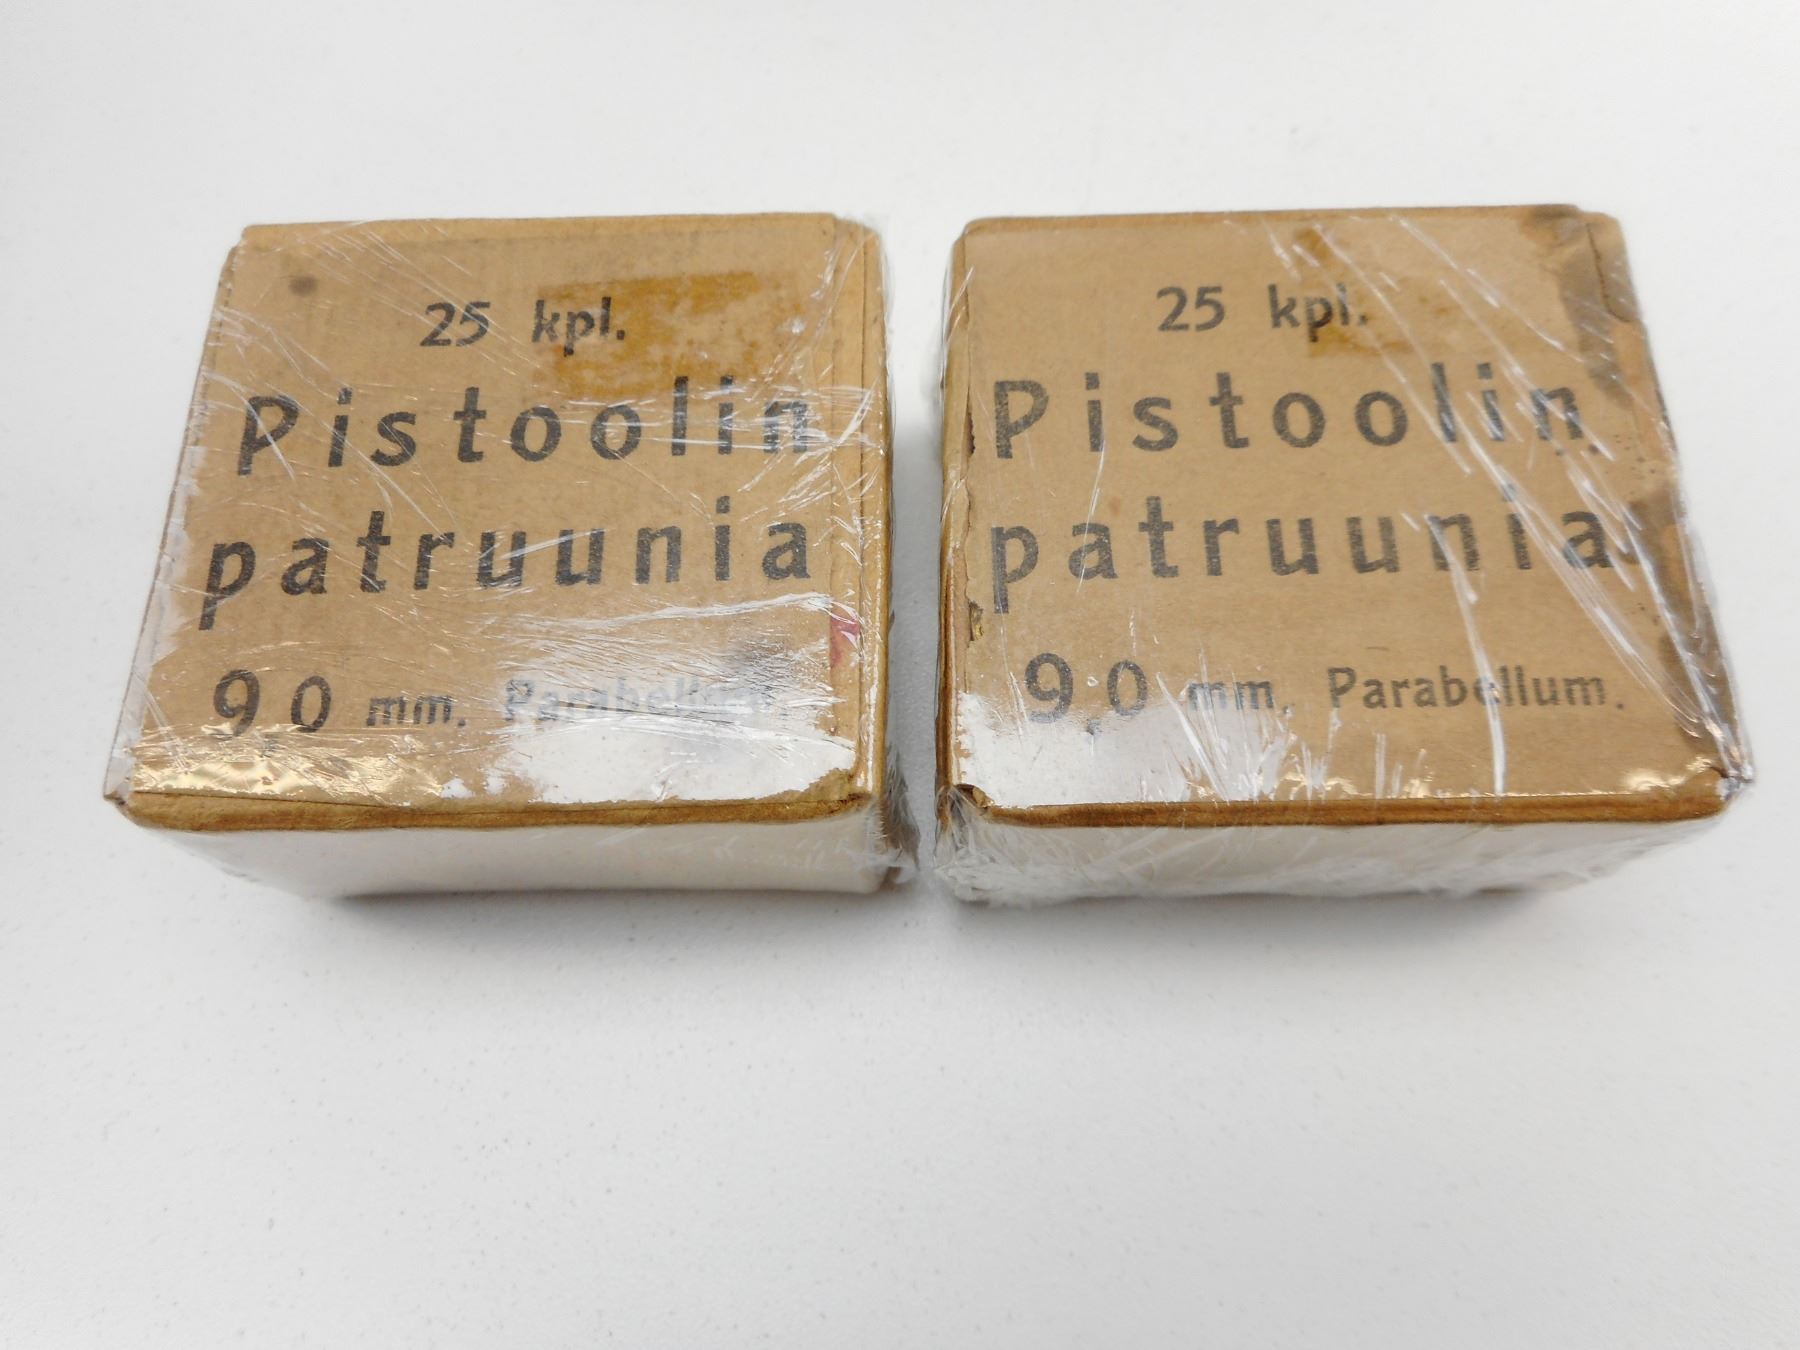 25 kpl.
Pistoolin
patruunia
9,0 mm. Parabellum.
25 kpl.
Pistoolin
patruunia
9,0 mm. Parabellum.